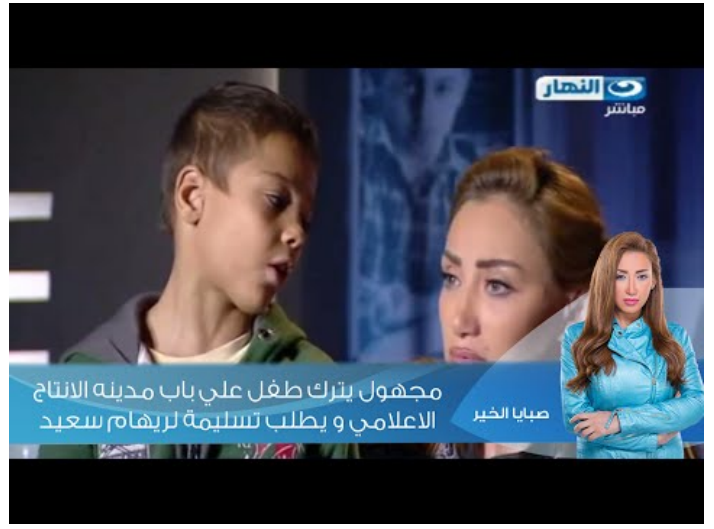 النهار
مباشر
مجهول يترك طفل علي باب مدينه الانتاج
الاعلامي و يطلب تسليمة لريهام سعيد
صبايا الخير